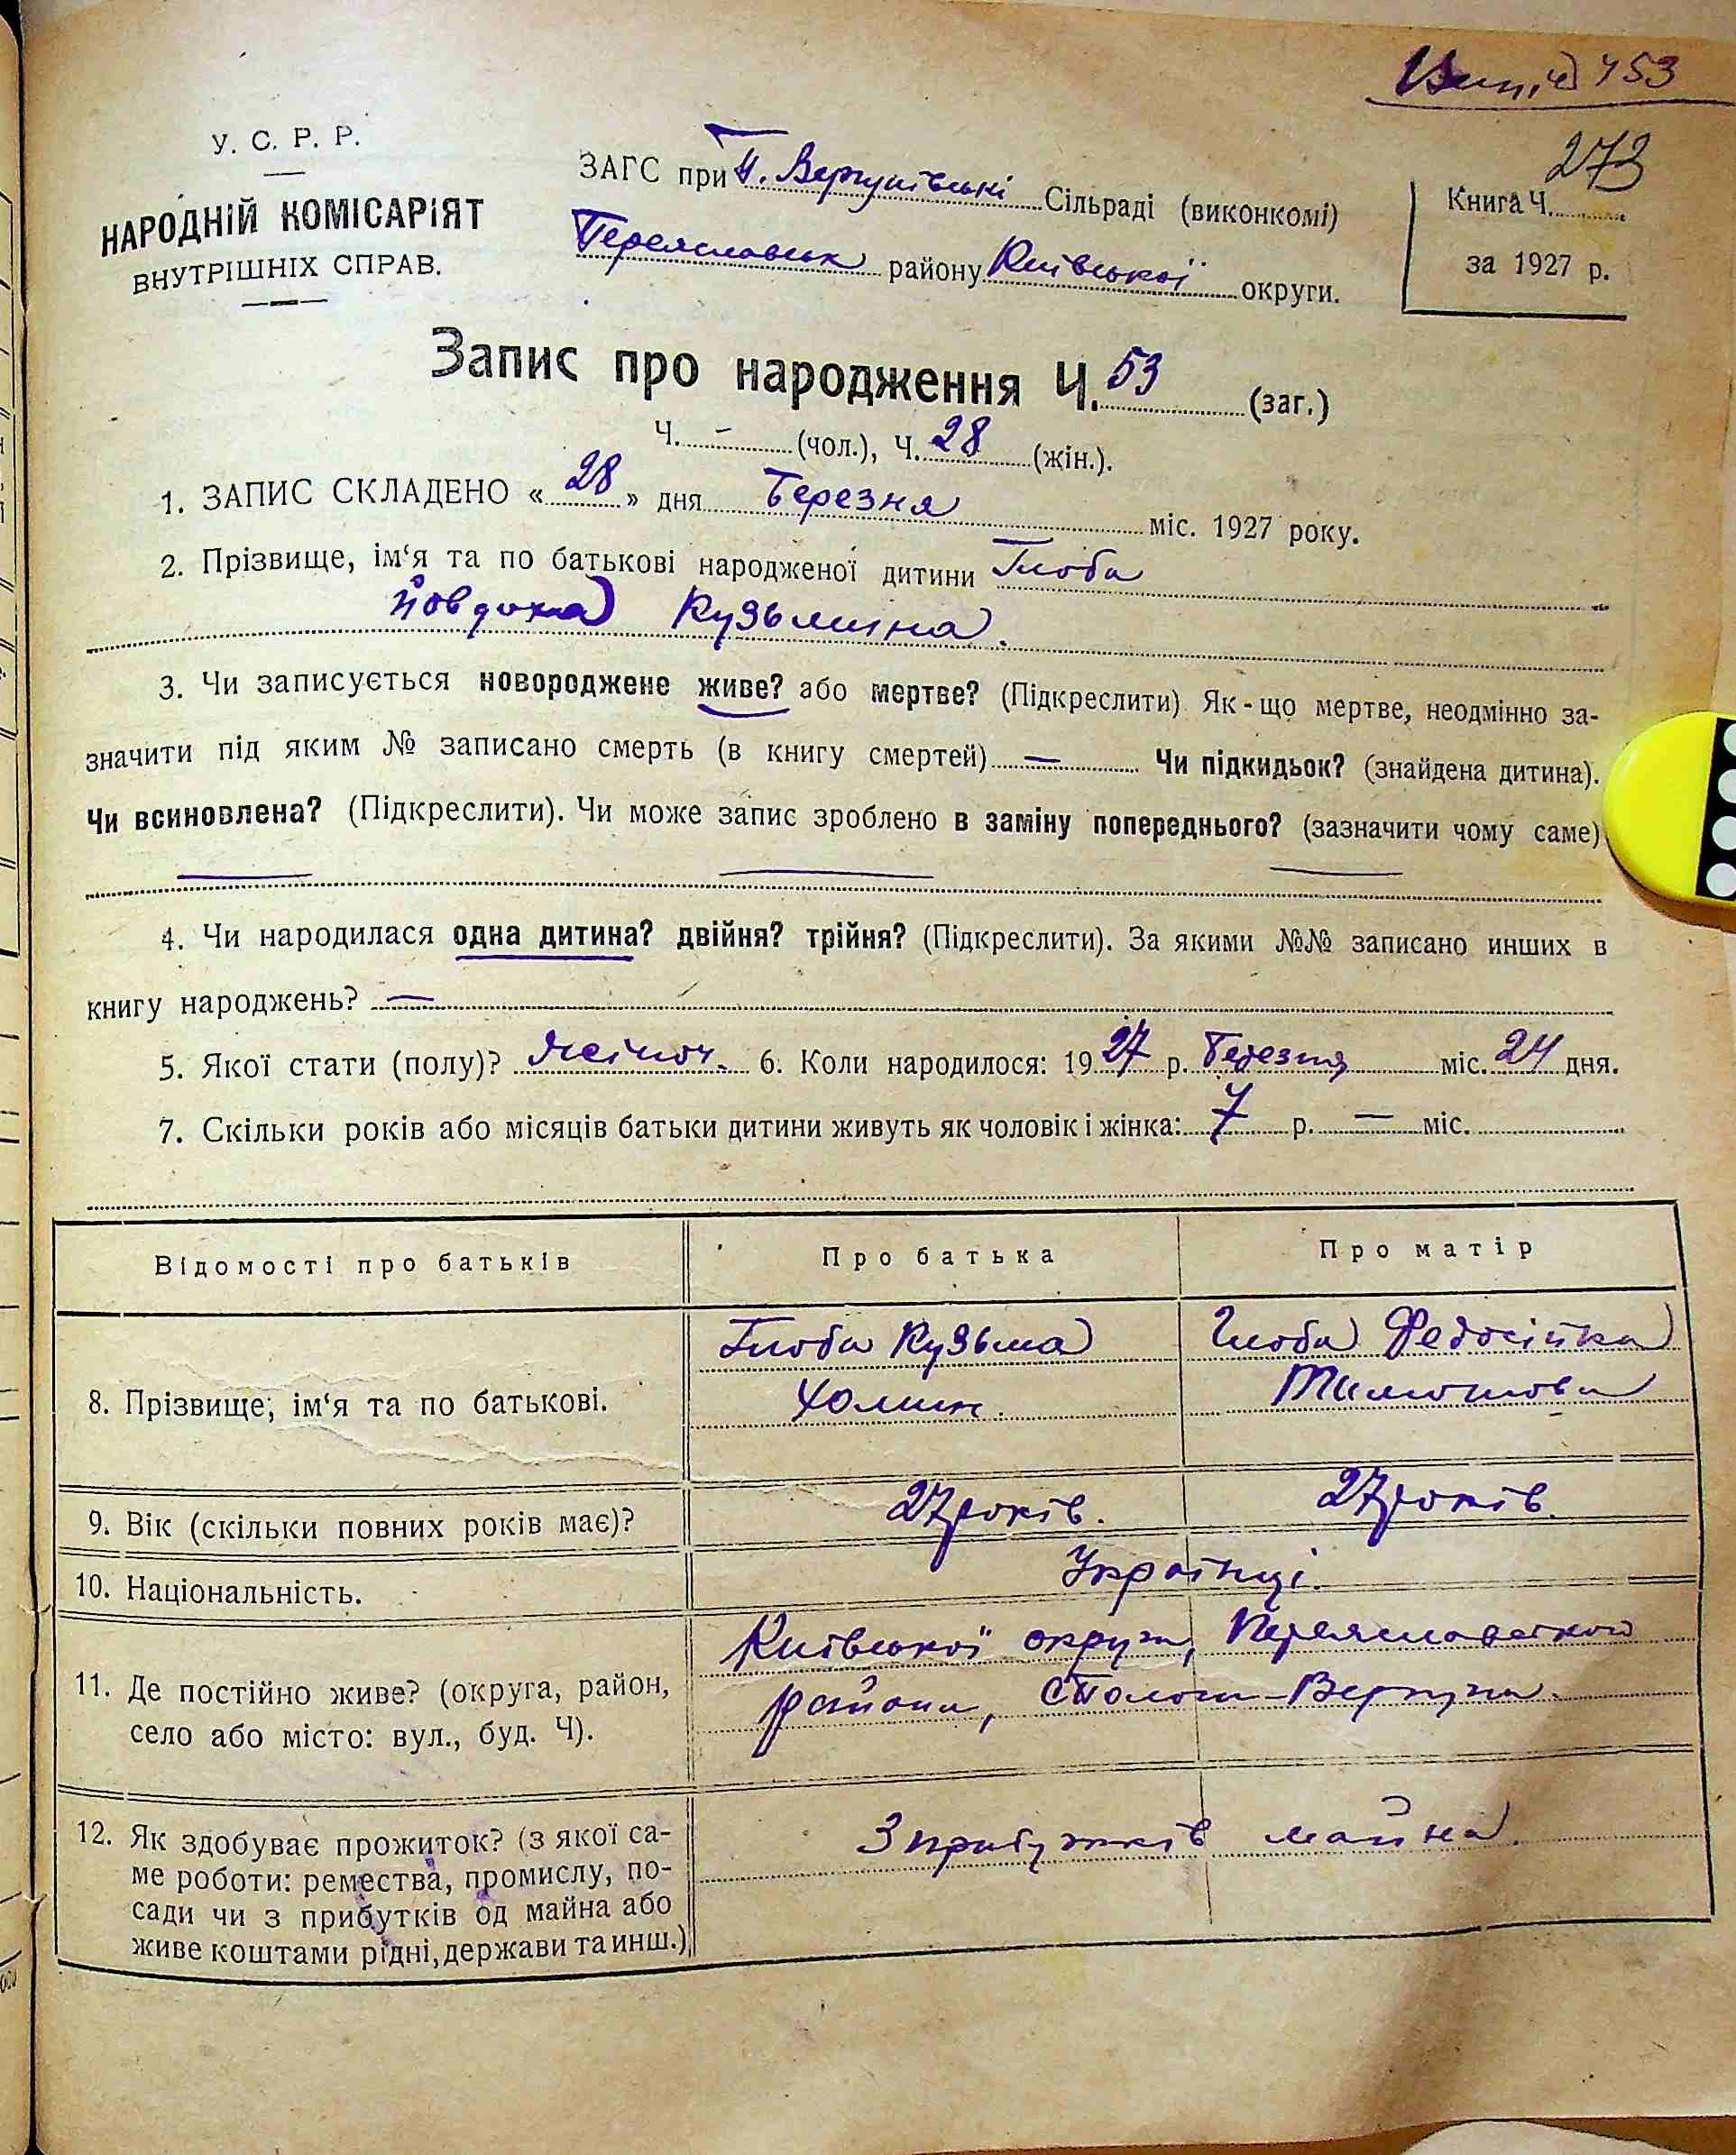 453
273
У. С. Р. Р.
НАРОДНІЙ КОМІСАРІЯТ
ВНУТРІШНІХ СПРАВ.
ЗАГС при П. Вергунівські Сільраді (виконкомі)
Переяславськ району Київської округи.
Книга Ч.
за 1927 р.
Запис про народження Ч. 53 (заг.)
Ч. - (чол.), Ч. 28 (жін.).
1. ЗАПИС СКЛАДЕНО « 28 » дня Березня міс. 1927 року.
2. Прізвище, ім‘я та по батькові народженої дитини Глоба
Йовдоха Кузьмина.
3. Чи записується новороджене живе? або мертве? (Підкреслити) Як-що мертве, неодмінно за-
значити під яким № записано смерть (в книгу смертей) — Чи підкидьок? (знайдена дитина).
Чи всиновлена? (Підкреслити). Чи може запис зроблено в заміну попереднього? (зазначити чому саме)
4. Чи народилася одна дитина? двійня? трійня? (Підкреслити). За якими №№ записано инших в
книгу народжень? —
5. Якої стати (полу)? Жіноч. 6. Коли народилося: 1927 р. Березня міс. 24 дня.
7. Скільки років або місяців батьки дитини живуть як чоловік і жінка: 7 р. — міс.
Відомості про батьків Про батька Про матір
8. Прізвище, ім‘я та по батькові. Глоба Кузьма Глоба Федосійка
Хомин. Тимошова
9. Вік (скільки повних років має)? 27 років. 27 років.
10. Національність. Українці.
11. Де постійно живе? (округа, район, Київської округи, Переяславського
село або місто: вул., буд. Ч). района, Столови-Вергуни.
12. Як здобуває прожиток? (з якої са- З прибутків майна.
ме роботи: ремества, промислу, по-
сади чи з прибутків од майна або
живе коштами рідні, держави та инш.)